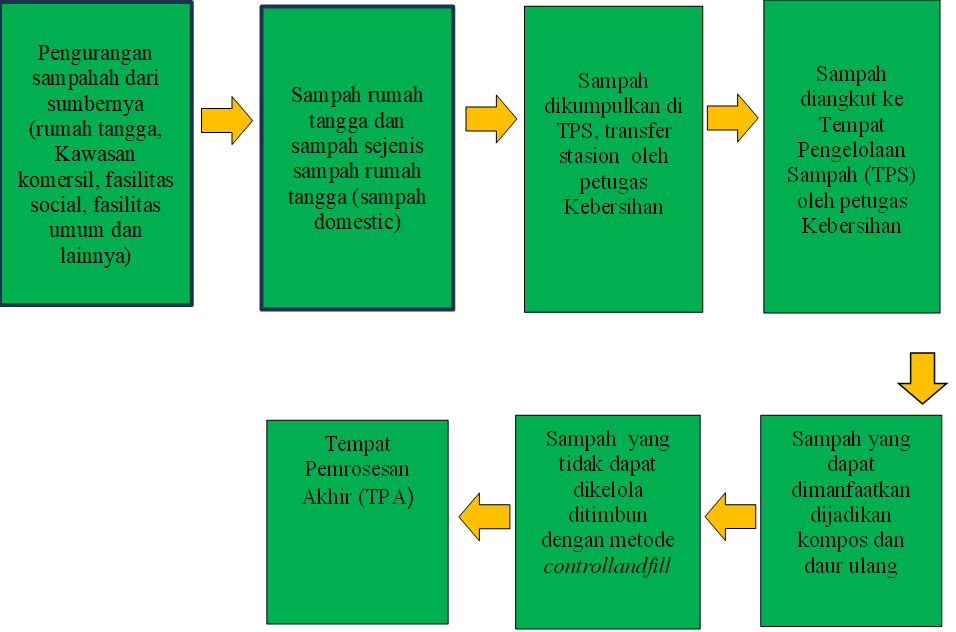 Pengurangan
sampahah dari
sumbernya
(rumah tangga,
Kawasan
komersil, fasilitas
social, fasilitas
umum dan
lainnya)
Sampah rumah
tangga dan
sampah sejenis
sampah rumah
tangga (sampah
domestic)
Sampah
dikumpulkan di
TPS, transfer
stasion oleh
petugas
Kebersihan
Sampah
diangkut ke
Tempat
Pengelolaan
Sampah (TPS)
oleh petugas
Kebersihan
Sampah yang
dapat
dimanfaatkan
dijadikan
kompos dan
daur ulang
Sampah yang
tidak dapat
dikelola
ditimbun
dengan metode
controllandfill
Tempat
Pemrosesan
Akhir (TPA)